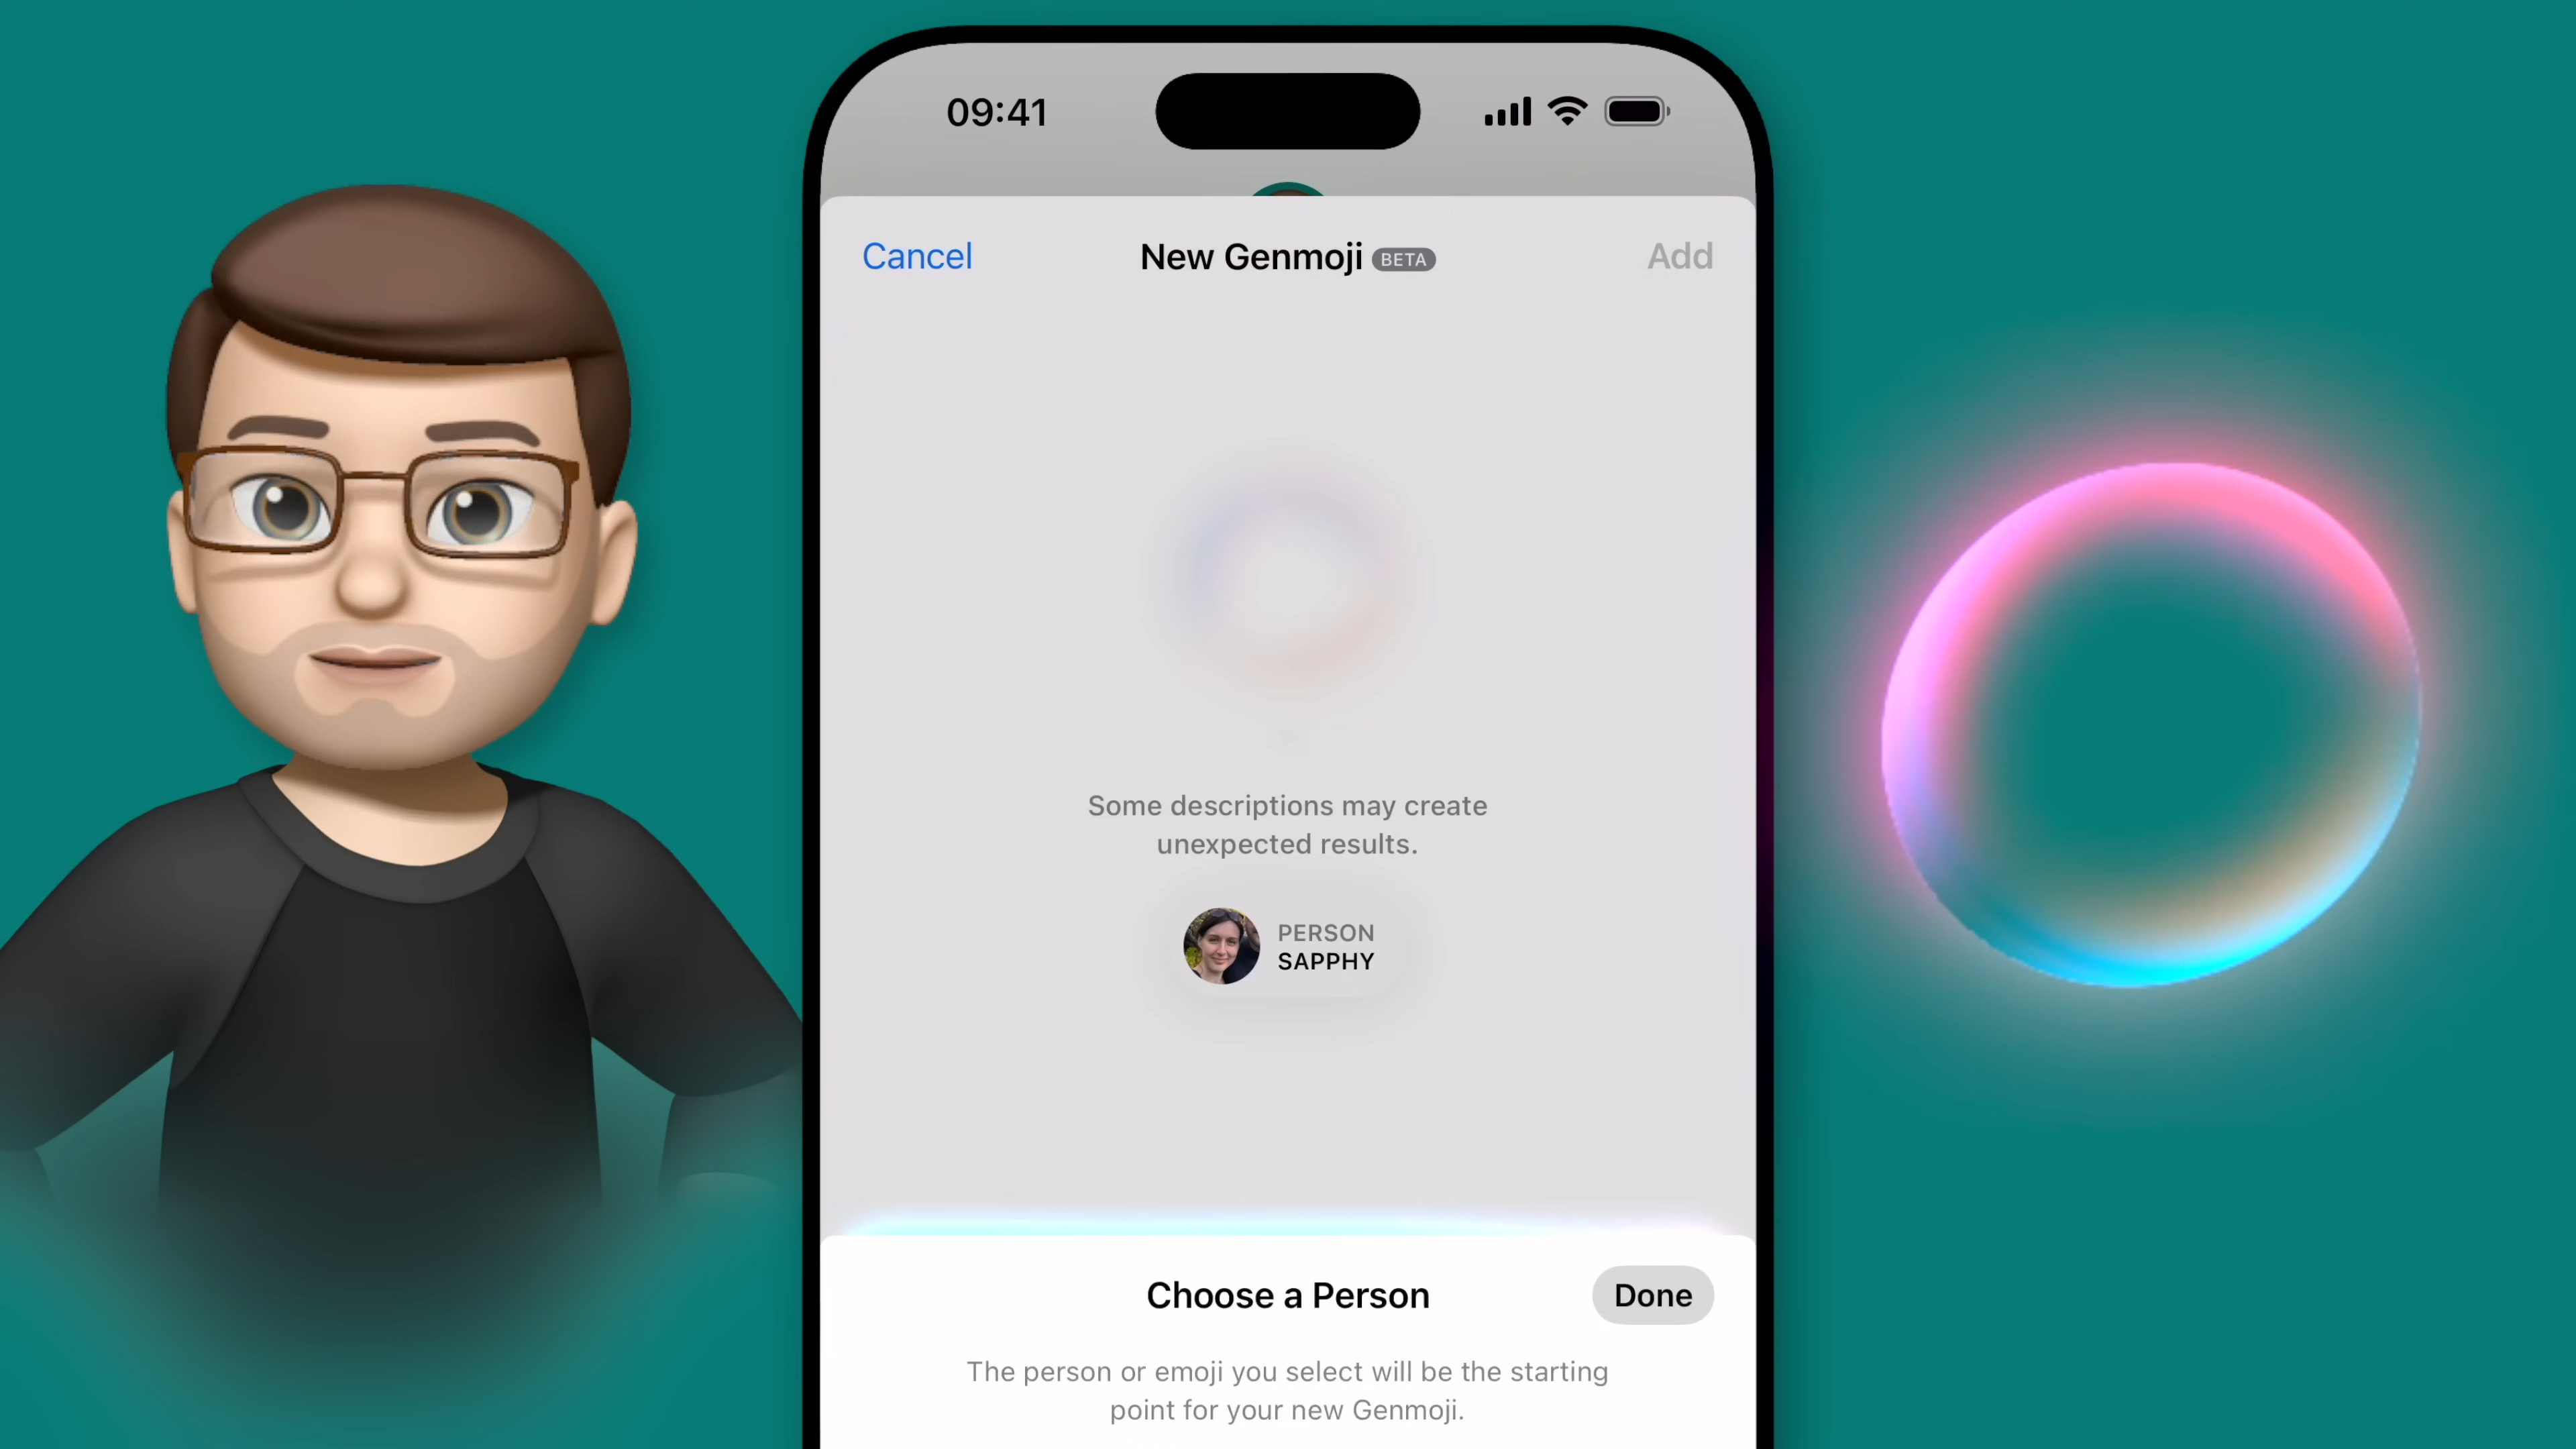 09:41
Cancel
New Genmoji BETA
Add
Some descriptions may create
unexpected results.
PERSON
SAPPHY
Choose a Person
Done
The person or emoji you select will be the starting
point for your new Genmoji.